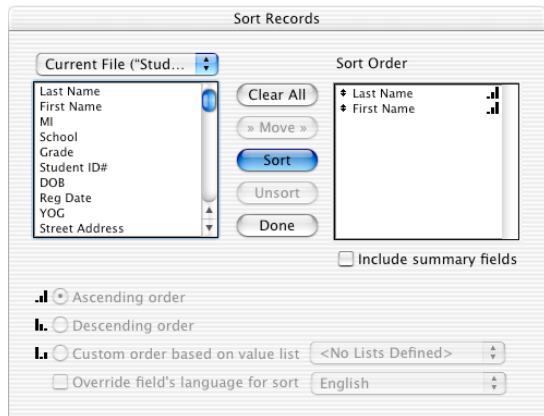 Sort Records
Current File ("Stud...
Last Name
First Name
MI
School
Grade
Student ID#
DOB
Reg Date
YOG
Street Address
Clear All
» Move »
Sort
Unsort
Done
Sort Order
Last Name
First Name
Include summary fields
Ascending order
Descending order
Custom order based on value list <No Lists Defined>
Override field's language for sort English